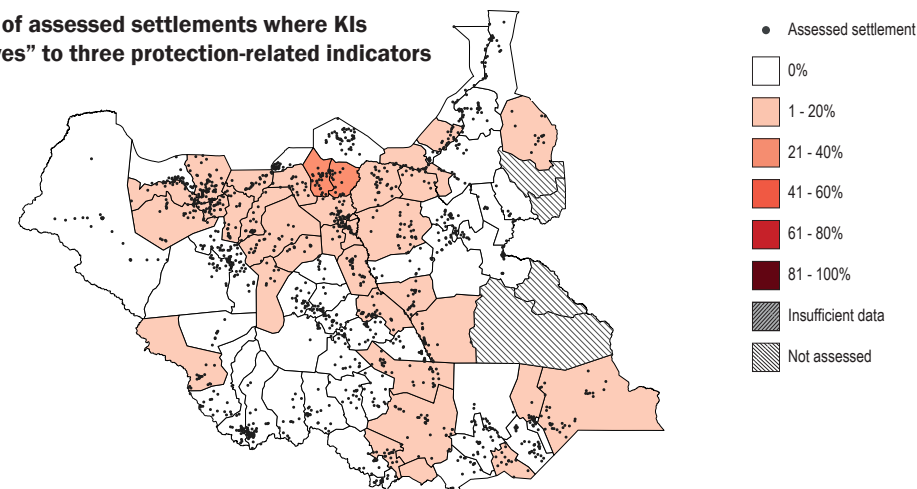 of assessed settlements where KIs
es” to three protection-related indicators
Assessed settlement
0%
1 - 20%
21 - 40%
41 - 60%
61 - 80%
81 - 100%
Insufficient data
Not assessed